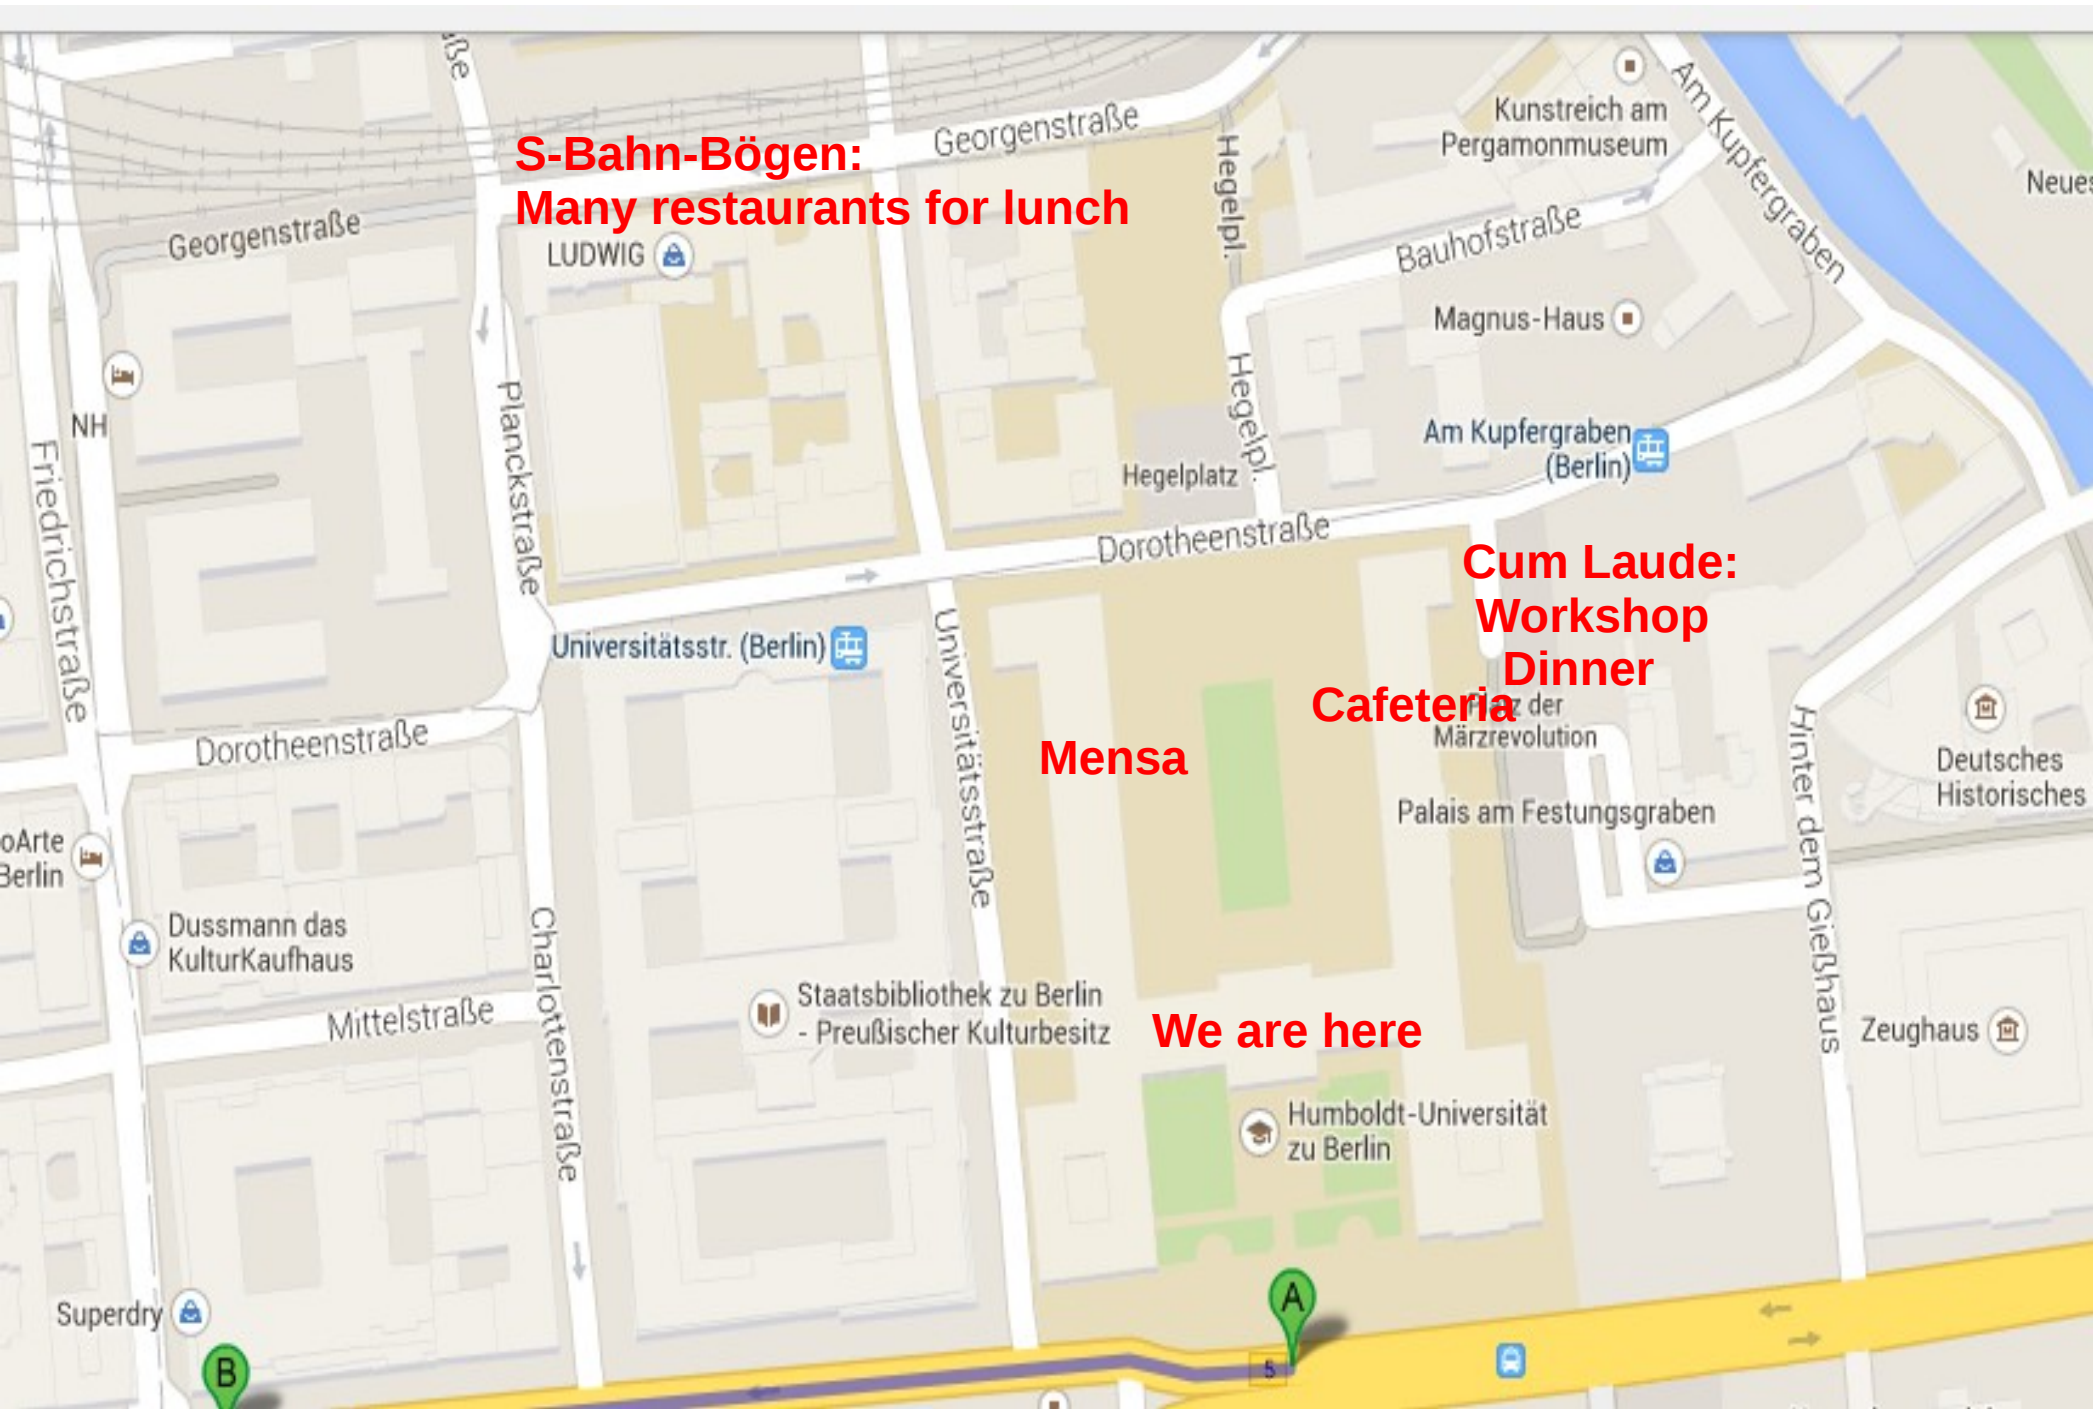 Kunstreich am
Pergamonmuseum
Am Kupfergraben
Georgenstraße
S-Bahn-Bögen:
Many restaurants for lunch
Hegelpl.
Neues
Georgenstraße
LUDWIG
Bauhofstraße
Magnus-Haus
NH
Friedrichstraße
Planckstraße
Hegelpl.
Am Kupfergraben
(Berlin)
Hegelplatz
Dorotheenstraße
Cum Laude:
Workshop
Dinner
Universitätsstr. (Berlin)
Universitätsstraße
Cafeteria
der
Märzrevolution
Mensa
Dorotheenstraße
Hinter dem Gießhaus
Deutsches
Historisches
Palais am Festungsgraben
oArte
Berlin
Dussmann das
KulturKaufhaus
Charlottenstraße
Mittelstraße
Staatsbibliothek zu Berlin
- Preußischer Kulturbesitz
We are here
Zeughaus
Humboldt-Universität
zu Berlin
Superdry
A
B
5